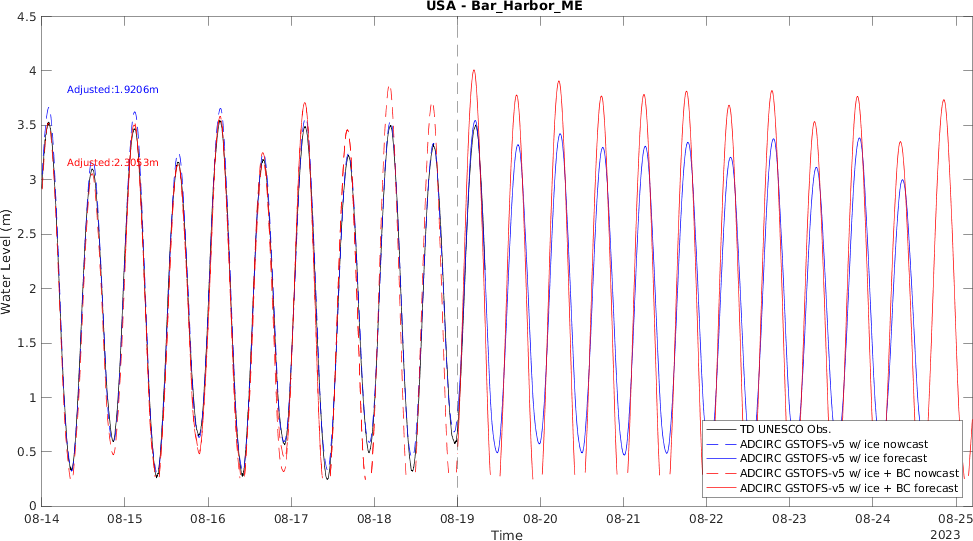 USA - Bar_Harbor_ME
4.5
4
3.5
3
2.5
2
1.5
1
0.5
0
Water Level (m)
Adjusted:1.9206m
Adjusted:2.3053m
TD UNESCO Obs.
ADCIRC GSTOFS-v5 w/ ice nowcast
ADCIRC GSTOFS-v5 w/ ice forecast
ADCIRC GSTOFS-v5 w/ ice + BC nowcast
ADCIRC GSTOFS-v5 w/ ice + BC forecast
08-14 08-15 08-16 08-17 08-18 08-19 08-20 08-21 08-22 08-23 08-24 08-25
Time
2023